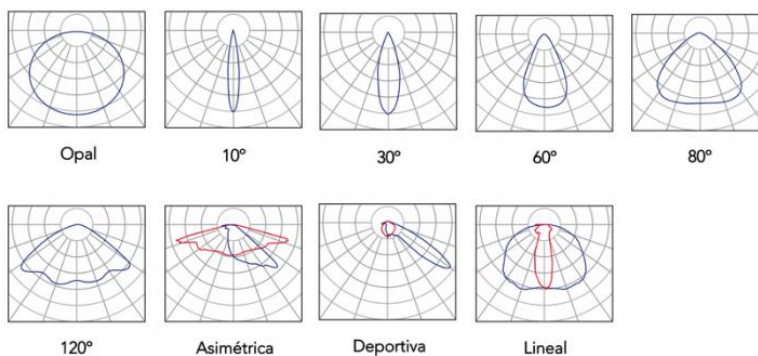 Opal
10º
30º
60º
80º
120º
Asimétrica
Deportiva
Lineal